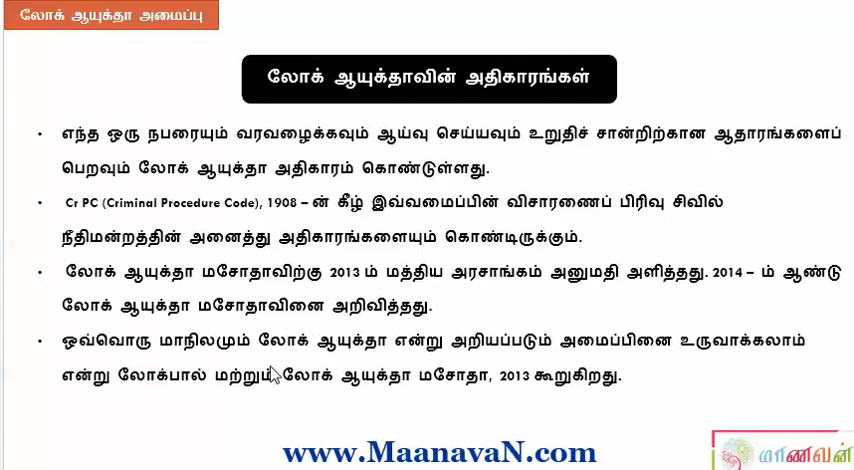 லோக் ஆயுக்தா அமைப்பு
லோக் ஆயுக்தாவின் அதிகாரங்கள்
• எந்த ஒரு நபரையும் வரவழைக்கவும் ஆய்வு செய்யவும் உறுதிச் சான்றிற்கான ஆதாரங்களைப்
பெறவும் லோக் ஆயுக்தா அதிகாரம் கொண்டுள்ளது.
• Cr PC (Criminal Procedure Code), 1908 – ன் கீழ் இவ்வமைப்பின் விசாரணைப் பிரிவு சிவில்
நீதிமன்றத்தின் அனைத்து அதிகாரங்களையும் கொண்டிருக்கும்.
• லோக் ஆயுக்தா மசோதாவிற்கு 2013 ம் மத்திய அரசாங்கம் அனுமதி அளித்தது. 2014 – ம் ஆண்டு
லோக் ஆயுக்தா மசோதாவினை அறிவித்தது.
• ஒவ்வொரு மாநிலமும் லோக் ஆயுக்தா என்று அறியப்படும் அமைப்பினை உருவாக்கலாம்
என்று லோக்பால் மற்றும் லோக் ஆயுக்தா மசோதா, 2013 கூறுகிறது.
www.MaanavaN.com
மாணவன்